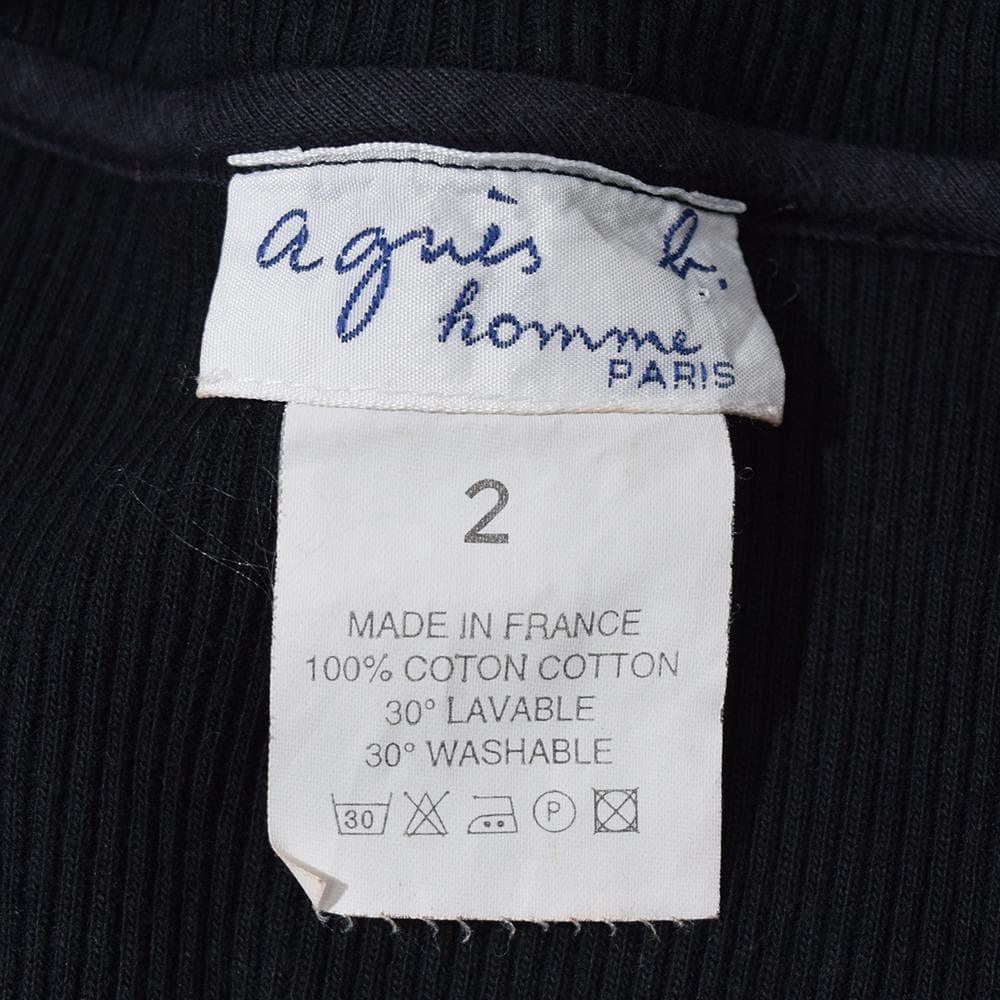 agnès b.
homme
PARIS
2
MADE IN FRANCE
100% COTON COTTON
30° LAVABLE
30° WASHABLE
30 P